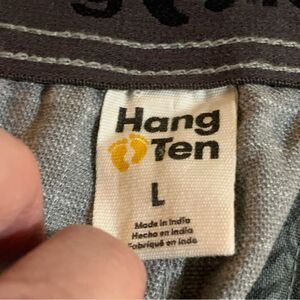 Hang
Ten
L
Made in India
Hecho en India
Fabriqué en Inde